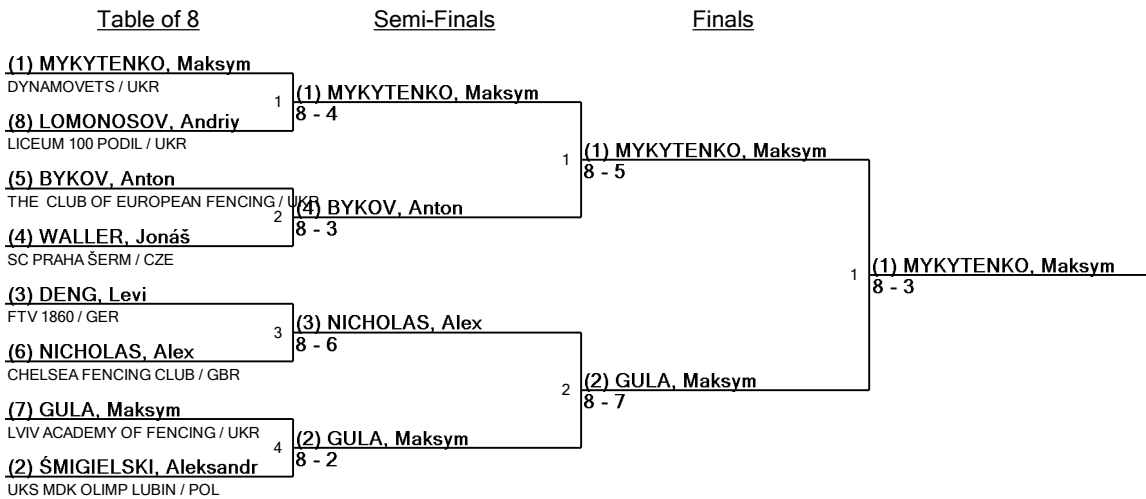 Table of 8
Semi-Finals
Finals
(1) MYKYTENKO, Maksym
DYNAMOVETS / UKR
(8) LOMONOSOV, Andriy
LICEUM 100 PODIL / UKR
(5) BYKOV, Anton
THE CLUB OF EUROPEAN FENCING / UKR
(4) WALLER, Jonáš
SC PRAHA ŠERM / CZE
(3) DENG, Levi
FTV 1860 / GER
(6) NICHOLAS, Alex
CHELSEA FENCING CLUB / GBR
(7) GULA, Maksym
LVIV ACADEMY OF FENCING / UKR
(2) ŚMIGIELSKI, Aleksandr
UKS MDK OLIMP LUBIN / POL
1
(1) MYKYTENKO, Maksym
8 - 4
2
(4) BYKOV, Anton
8 - 3
3
(3) NICHOLAS, Alex
8 - 6
4
(2) GULA, Maksym
8 - 2
1
(1) MYKYTENKO, Maksym
8 - 5
2
(2) GULA, Maksym
8 - 7
1
(1) MYKYTENKO, Maksym
8 - 3